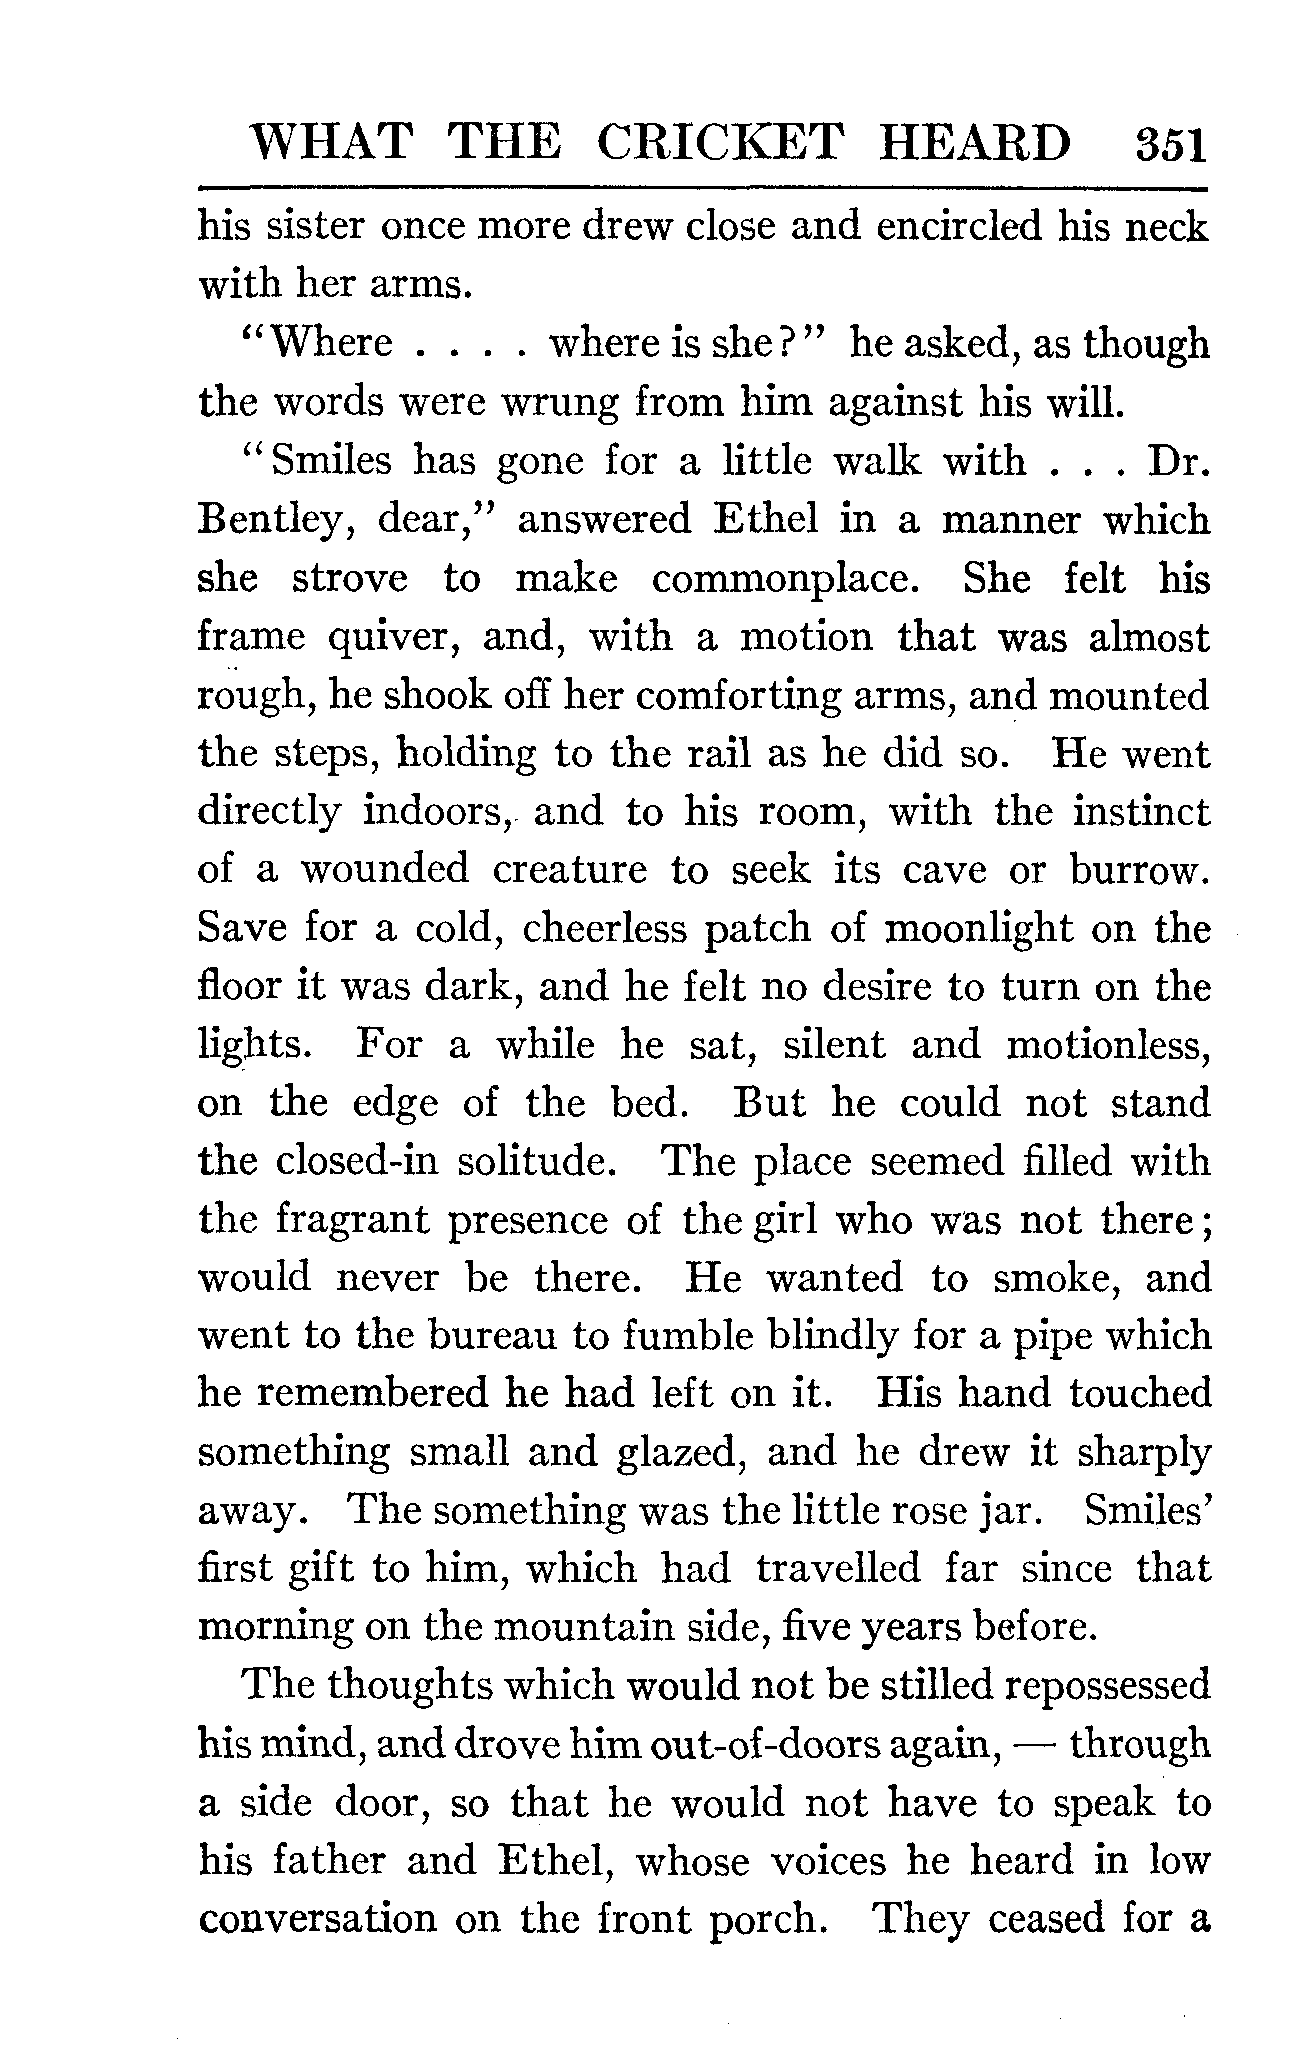 WHAT THE CRICKET HEARD 351
his sister once more drew close and encircled his neck
with her arms.
"Where . . . . where is she?" he asked, as though
the words were wrung from him against his will.
"Smiles has gone for a little walk with . . . Dr.
Bentley, dear," answered Ethel in a manner which
she strove to make commonplace. She felt his
frame quiver, and, with a motion that was almost
rough, he shook off her comforting arms, and mounted
the steps, holding to the rail as he did so. He went
directly indoors, and to his room, with the instinct
of a wounded creature to seek its cave or burrow.
Save for a cold, cheerless patch of moonlight on the
floor it was dark, and he felt no desire to turn on the
lights. For a while he sat, silent and motionless,
on the edge of the bed. But he could not stand
the closed-in solitude. The place seemed filled with
the fragrant presence of the girl who was not there;
would never be there. He wanted to smoke, and
went to the bureau to fumble blindly for a pipe which
he remembered he had left on it. His hand touched
something small and glazed, and he drew it sharply
away. The something was the little rose jar. Smiles'
first gift to him, which had travelled far since that
morning on the mountain side, five years before.
The thoughts which would not be stilled repossessed
his mind, and drove him out-of-doors again, — through
a side door, so that he would not have to speak to
his father and Ethel, whose voices he heard in low
conversation on the front porch. They ceased for a